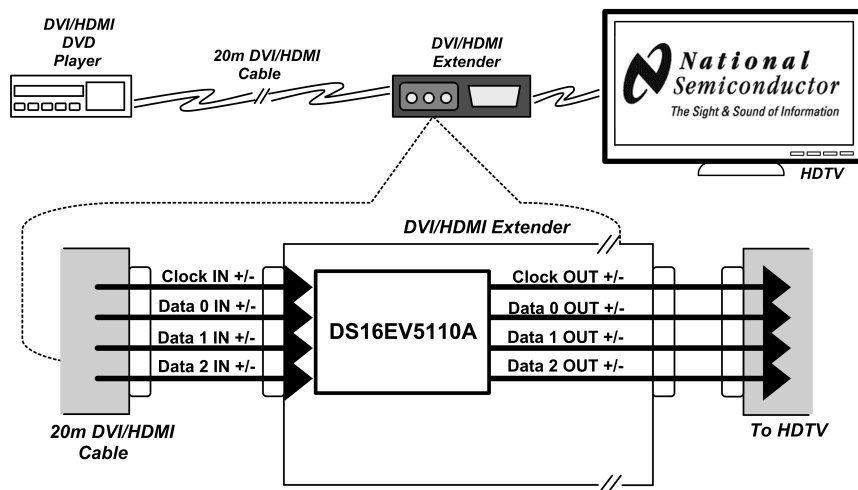 DVI/HDMI
DVD
Player
20m DVI/HDMI
Cable
DVI/HDMI
Extender
National
Semiconductor
The Sight & Sound of Information
HDTV
DVI/HDMI Extender
Clock IN +/-
Data 0 IN +/-
Data 1 IN +/-
Data 2 IN +/-
DS16EV5110A
Clock OUT +/-
Data 0 OUT +/-
Data 1 OUT +/-
Data 2 OUT +/-
20m DVI/HDMI
Cable
To HDTV